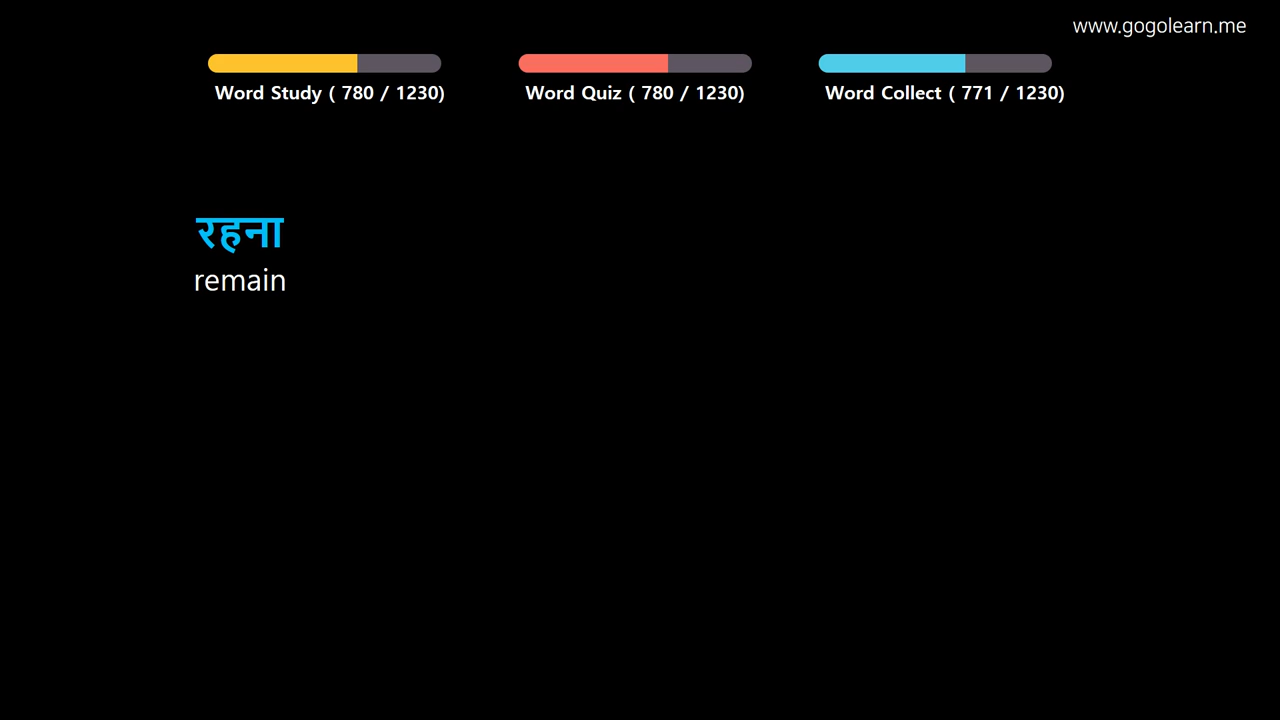 www.gogolearn.me
Word Study ( 780 / 1230)
Word Quiz ( 780 / 1230)
Word Collect ( 771 / 1230)
रहना
remain